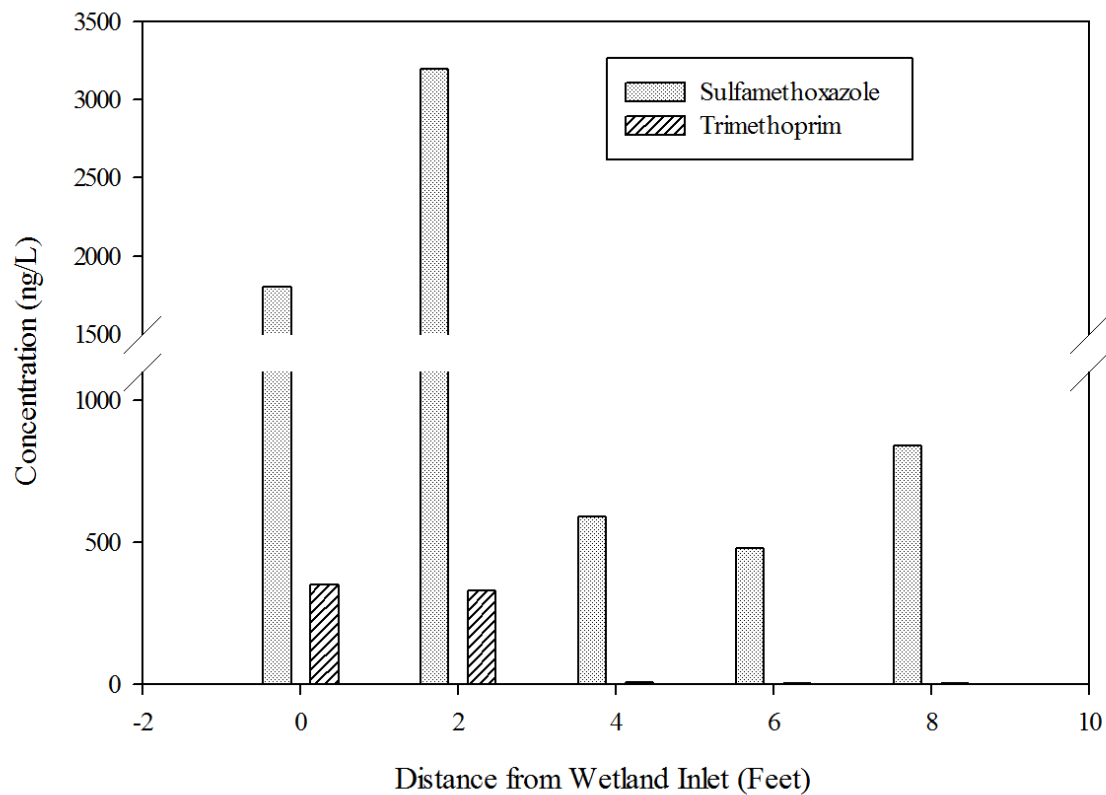 3500
3000
2500
2000
1500
1000
500
0
Concentration (ng/L)
Sulfamethoxazole
Trimethoprim
-2 0 2 4 6 8 10
Distance from Wetland Inlet (Feet)